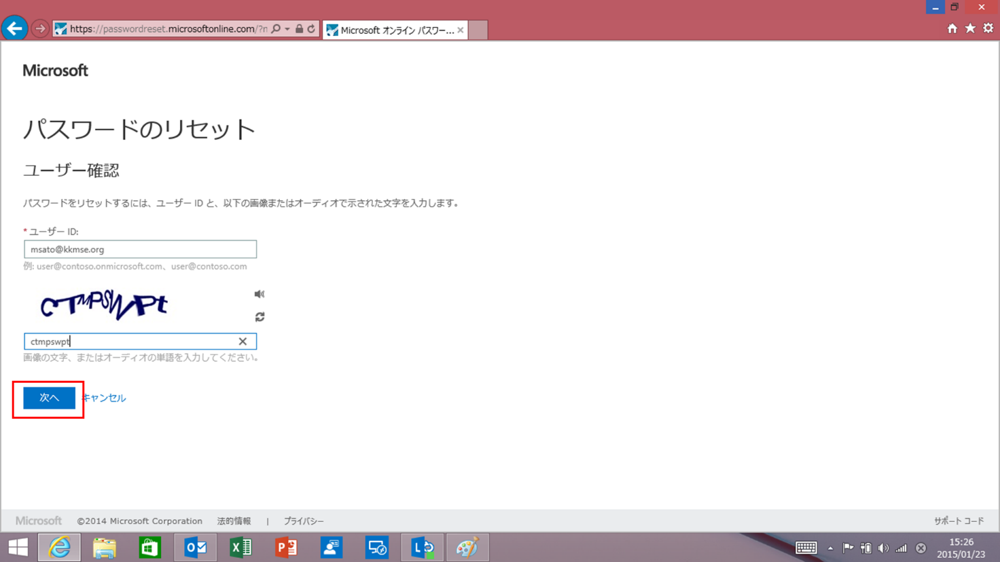 https://passwordreset.microsoftonline.com/?n
Microsoft オンライン パスワー...
Microsoft
パスワードのリセット
ユーザー確認
パスワードをリセットするには、ユーザー ID と、以下の画像またはオーディオで示された文字を入力します。
* ユーザー ID:
msato@kkmse.org
例: user@contoso.onmicrosoft.com、user@contoso.com
CTMPSWPt
ctmpswpt
画像の文字、またはオーディオの単語を入力してください。
次へ
キャンセル
Microsoft ©2014 Microsoft Corporation 法的情報 | プライバシー サポート コード
15:26
2015/01/23